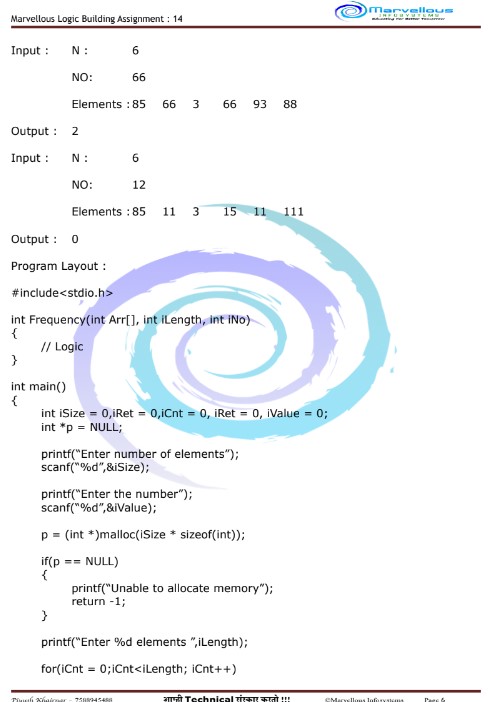 Marvellous Logic Building Assignment : 14
Marvellous
INFOSYSTEMS
Educating for Better Tomorrow
Input : N : 6
NO: 66
Elements : 85 66 3 66 93 88
Output : 2
Input : N : 6
NO: 12
Elements : 85 11 3 15 11 111
Output : 0
Program Layout :
#include<stdio.h>
int Frequency(int Arr[], int iLength, int iNo)
{
// Logic
}
int main()
{
int iSize = 0,iRet = 0,iCnt = 0, iRet = 0, iValue = 0;
int *p = NULL;
printf(“Enter number of elements”);
scanf(“%d”,&iSize);
printf(“Enter the number”);
scanf(“%d”,&iValue);
p = (int *)malloc(iSize * sizeof(int));
if(p == NULL)
{
printf(“Unable to allocate memory”);
return -1;
}
printf(“Enter %d elements ”,iLength);
for(iCnt = 0;iCnt<iLength; iCnt++)
Piyush Khairnar – 7588945488 आम्ही Technical संस्कार करतो !!! ©Marvellous Infosystems Page 6